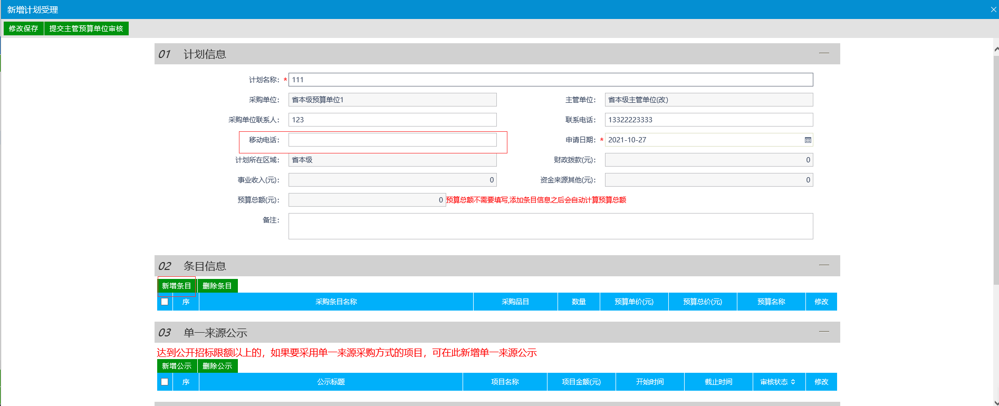 新增计划受理
修改保存 提交主管预算单位审核
01 计划信息
计划名称: * 111
采购单位: 省本级预算单位1 主管单位: 省本级主管单位(改)
采购单位联系人: 123 联系电话: 13322223333
移动电话: 申请日期: * 2021-10-27
计划所在区域: 省本级 财政拨款(元): 0
事业收入(元): 0 资金来源其他(元): 0
预算总额(元): 0 预算总额不需要填写,添加条目信息之后会自动计算预算总额
备注:
02 条目信息
新增条目 删除条目
序 采购条目名称 采购品目 数量 预算单价(元) 预算总价(元) 预算名称 修改
03 单一来源公示
达到公开招标限额以上的，如果要采用单一来源采购方式的项目，可在此新增单一来源公示
新增公示 删除公示
序 公示标题 项目名称 项目金额(元) 开始时间 截止时间 审核状态 修改